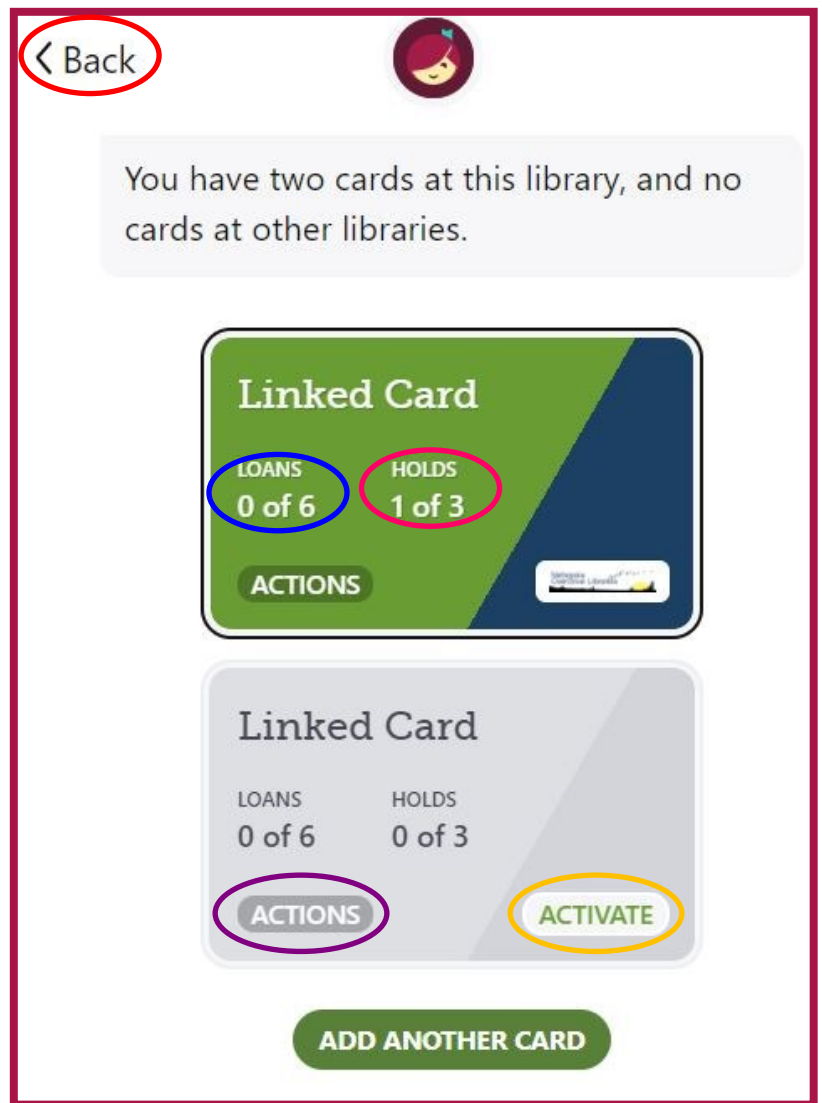 Back
You have two cards at this library, and no
cards at other libraries.
Linked Card
LOANS HOLDS
0 of 6 1 of 3
ACTIONS
Linked Card
LOANS HOLDS
0 of 6 0 of 3
ACTIONS ACTIVATE
ADD ANOTHER CARD